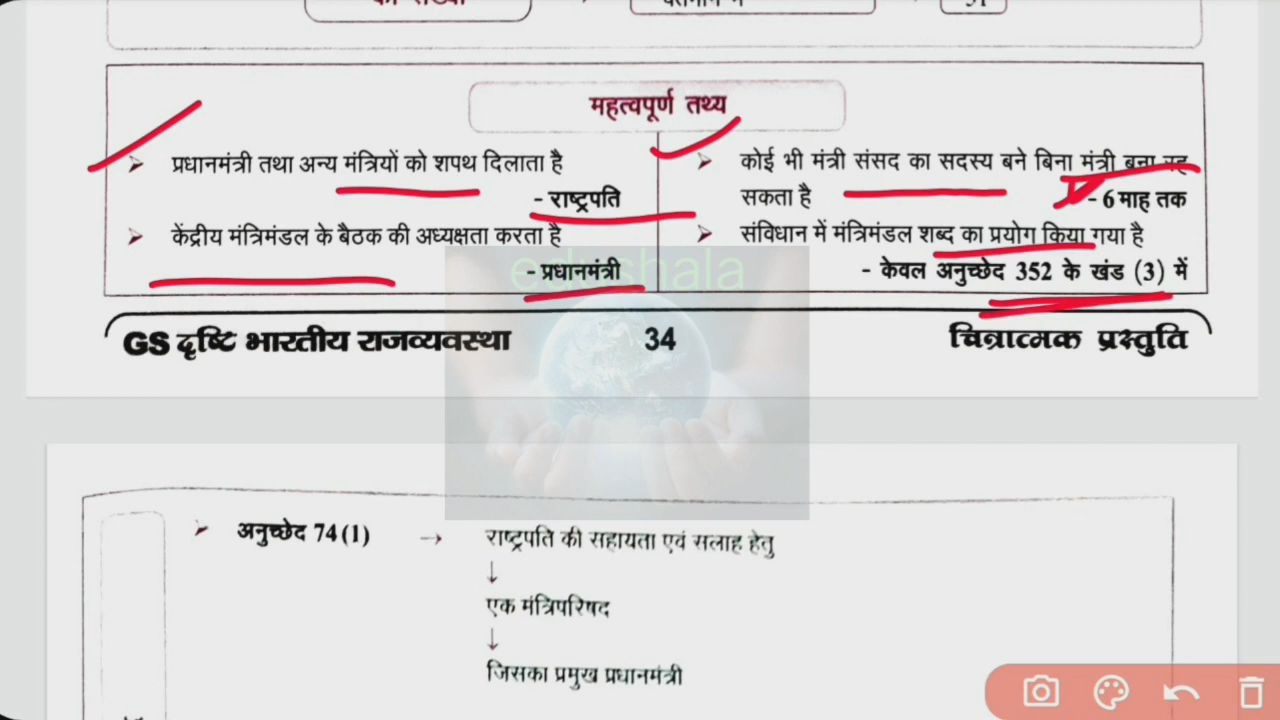 महत्वपूर्ण तथ्य
➢ प्रधानमंत्री तथा अन्य मंत्रियों को शपथ दिलाता है
- राष्ट्रपति
➢ केंद्रीय मंत्रिमंडल के बैठक की अध्यक्षता करता है
- प्रधानमंत्री
➢ कोई भी मंत्री संसद का सदस्य बने बिना मंत्री बना रह
सकता है - 6 माह तक
➢ संविधान में मंत्रिमंडल शब्द का प्रयोग किया गया है
- केवल अनुच्छेद 352 के खंड (3) में
edushala
GS दृष्टि भारतीय राजव्यवस्था 34 चित्रात्मक प्रस्तुति
➢ अनुच्छेद 74 (1) → राष्ट्रपति की सहायता एवं सलाह हेतु
↓
एक मंत्रिपरिषद
↓
जिसका प्रमुख प्रधानमंत्री